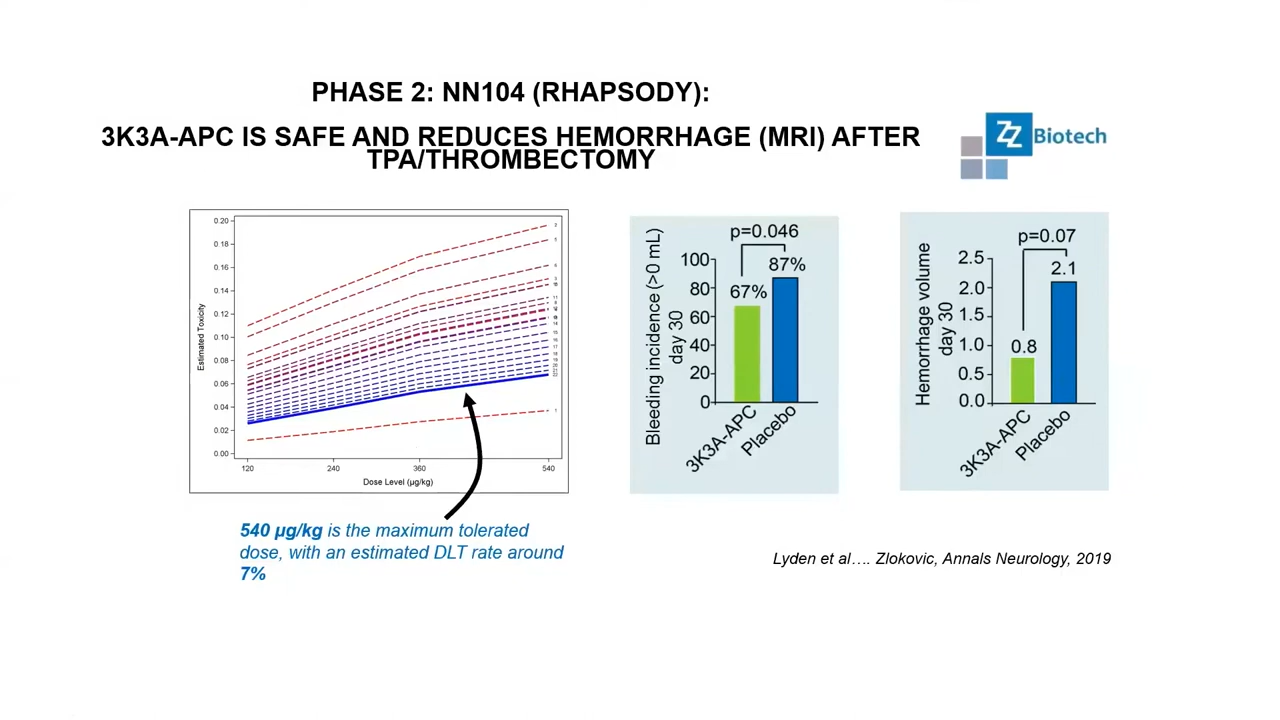 PHASE 2: NN104 (RHAPSODY):
3K3A-APC IS SAFE AND REDUCES HEMORRHAGE (MRI) AFTER
TPA/THROMBECTOMY
ZZ Biotech
0.20
0.18
0.16
0.14
0.12
0.10
0.08
0.06
0.04
0.02
0.00
Estimated Toxicity
120 240 360 540
Dose Level (µg/kg)
540 µg/kg is the maximum tolerated
dose, with an estimated DLT rate around
7%
Bleeding incidence (>0 mL)
day 30
p=0.046
100
80
60
40
20
0
67%
87%
3K3A-APC
Placebo
Hemorrhage volume
day 30
p=0.07
2.5
2.0
1.5
1.0
0.5
0.0
0.8
2.1
3K3A-APC
Placebo
Lyden et al…. Zlokovic, Annals Neurology, 2019